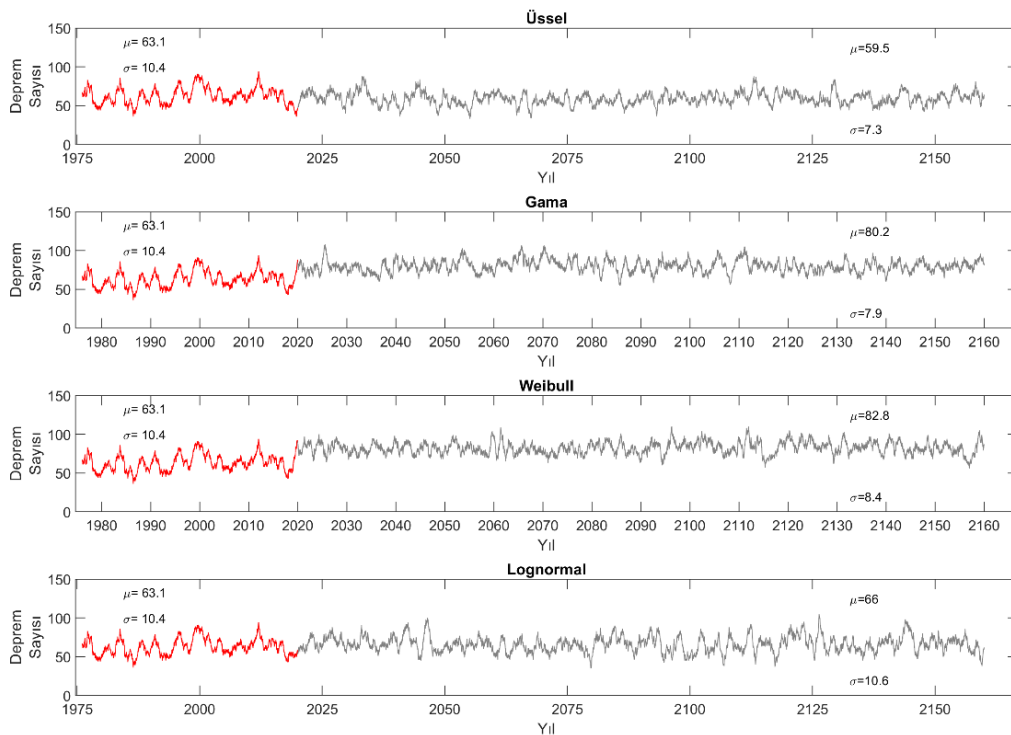 Üssel
150
100
50
0
Deprem
Sayısı
μ= 63.1
σ= 10.4
μ=59.5
σ=7.3
1975 2000 2025 2050 2075 2100 2125 2150
Yıl
Gama
150
100
50
0
Deprem
Sayısı
μ= 63.1
σ= 10.4
μ=80.2
σ=7.9
1980 1990 2000 2010 2020 2030 2040 2050 2060 2070 2080 2090 2100 2110 2120 2130 2140 2150 2160
Yıl
Weibull
150
100
50
0
Deprem
Sayısı
μ= 63.1
σ= 10.4
μ=82.8
σ=8.4
1980 1990 2000 2010 2020 2030 2040 2050 2060 2070 2080 2090 2100 2110 2120 2130 2140 2150 2160
Yıl
Lognormal
150
100
50
0
Deprem
Sayısı
μ= 63.1
σ= 10.4
μ=66
σ=10.6
1975 2000 2025 2050 2075 2100 2125 2150
Yıl